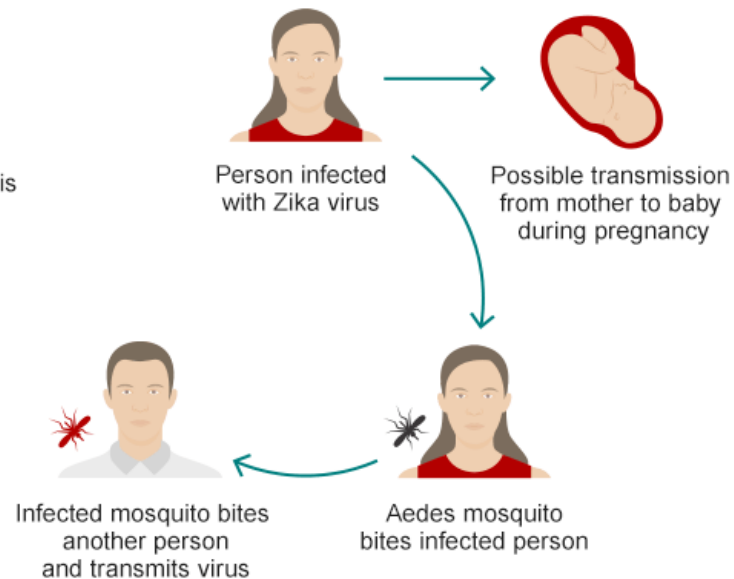 is
Person infected
with Zika virus
Possible transmission
from mother to baby
during pregnancy
Infected mosquito bites
another person
and transmits virus
Aedes mosquito
bites infected person